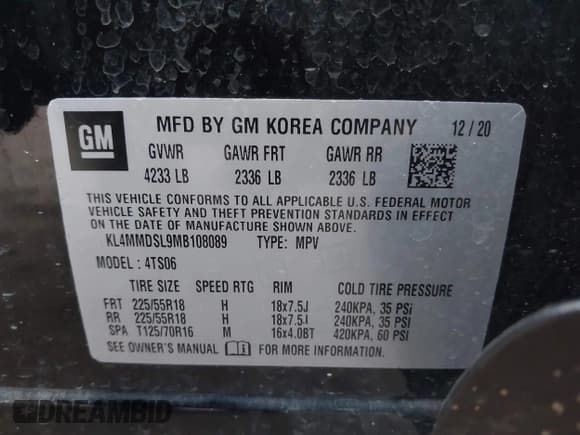 GM MFD BY GM KOREA COMPANY 12/20
GVWR GAWR FRT GAWR RR
4233 LB 2336 LB 2336 LB
THIS VEHICLE CONFORMS TO ALL APPLICABLE U.S. FEDERAL MOTOR
VEHICLE SAFETY AND THEFT PREVENTION STANDARDS IN EFFECT
ON THE DATE OF MANUFACTURE SHOWN ABOVE.
KL4MMDSL9MB108089 TYPE: MPV
MODEL: 4TS06
TIRE SIZE SPEED RTG RIM COLD TIRE PRESSURE
FRT 225/55R18 H 18x7.5J 240KPA, 35 PSI
RR 225/55R18 H 18x7.5J 240KPA, 35 PSI
SPA T125/70R16 M 16x4.0BT 420KPA, 60 PSI
SEE OWNER'S MANUAL FOR MORE INFORMATION.
DREAMBID